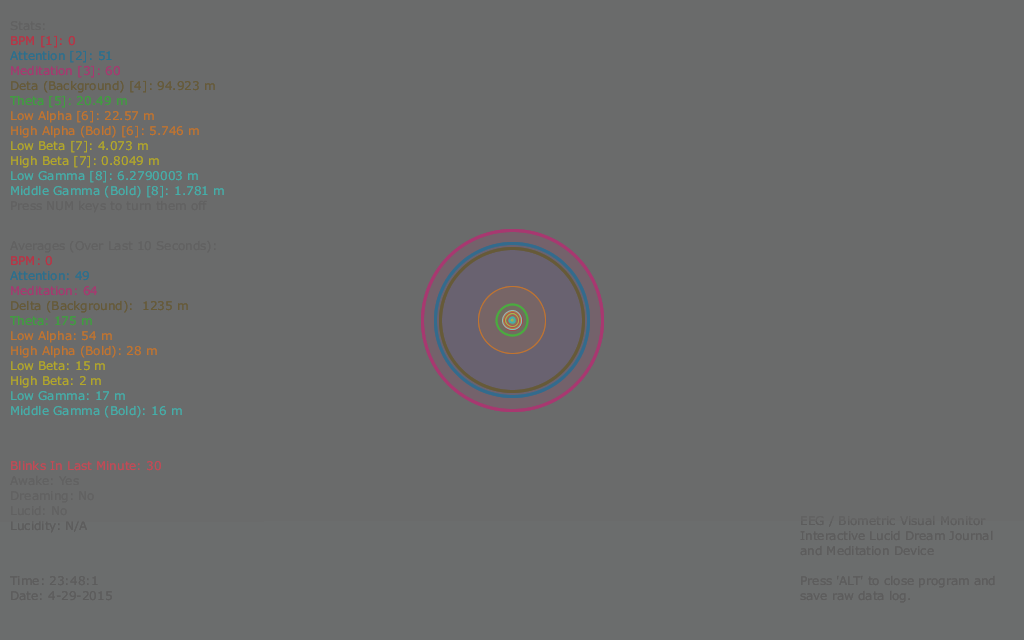 Stats:
BPM [1]: 0
Attention [2]: 51
Meditation [3]: 60
Deta (Background) [4]: 94.923 m
Theta [5]: 20.49 m
Low Alpha [6]: 22.57 m
High Alpha (Bold) [6]: 5.746 m
Low Beta [7]: 4.073 m
High Beta [7]: 0.8049 m
Low Gamma [8]: 6.2790003 m
Middle Gamma (Bold) [8]: 1.781 m
Press NUM keys to turn them off
Averages (Over Last 10 Seconds):
BPM: 0
Attention: 49
Meditation: 64
Delta (Background): 1235 m
Theta: 175 m
Low Alpha: 54 m
High Alpha (Bold): 28 m
Low Beta: 15 m
High Beta: 2 m
Low Gamma: 17 m
Middle Gamma (Bold): 16 m
Blinks In Last Minute:
Awake: Yes
Dreaming: No
Lucid: No
Lucidity: N/A
Time: 23:48:1
Date: 4-29-2015
EEG / Biometric Visual Monitor
Interactive Lucid Dream Journal
and Meditation Device
Press 'ALT' to close program and
save raw data log.